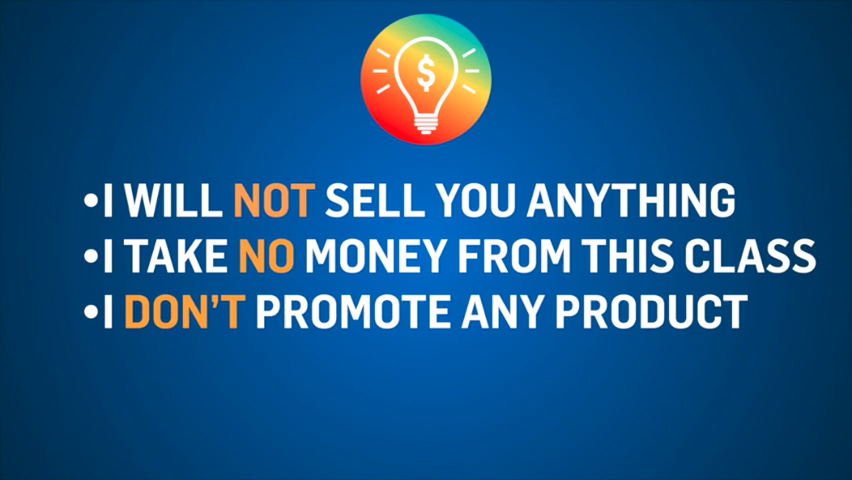 $
•I WILL NOT SELL YOU ANYTHING
•I TAKE NO MONEY FROM THIS CLASS
•I DON'T PROMOTE ANY PRODUCT